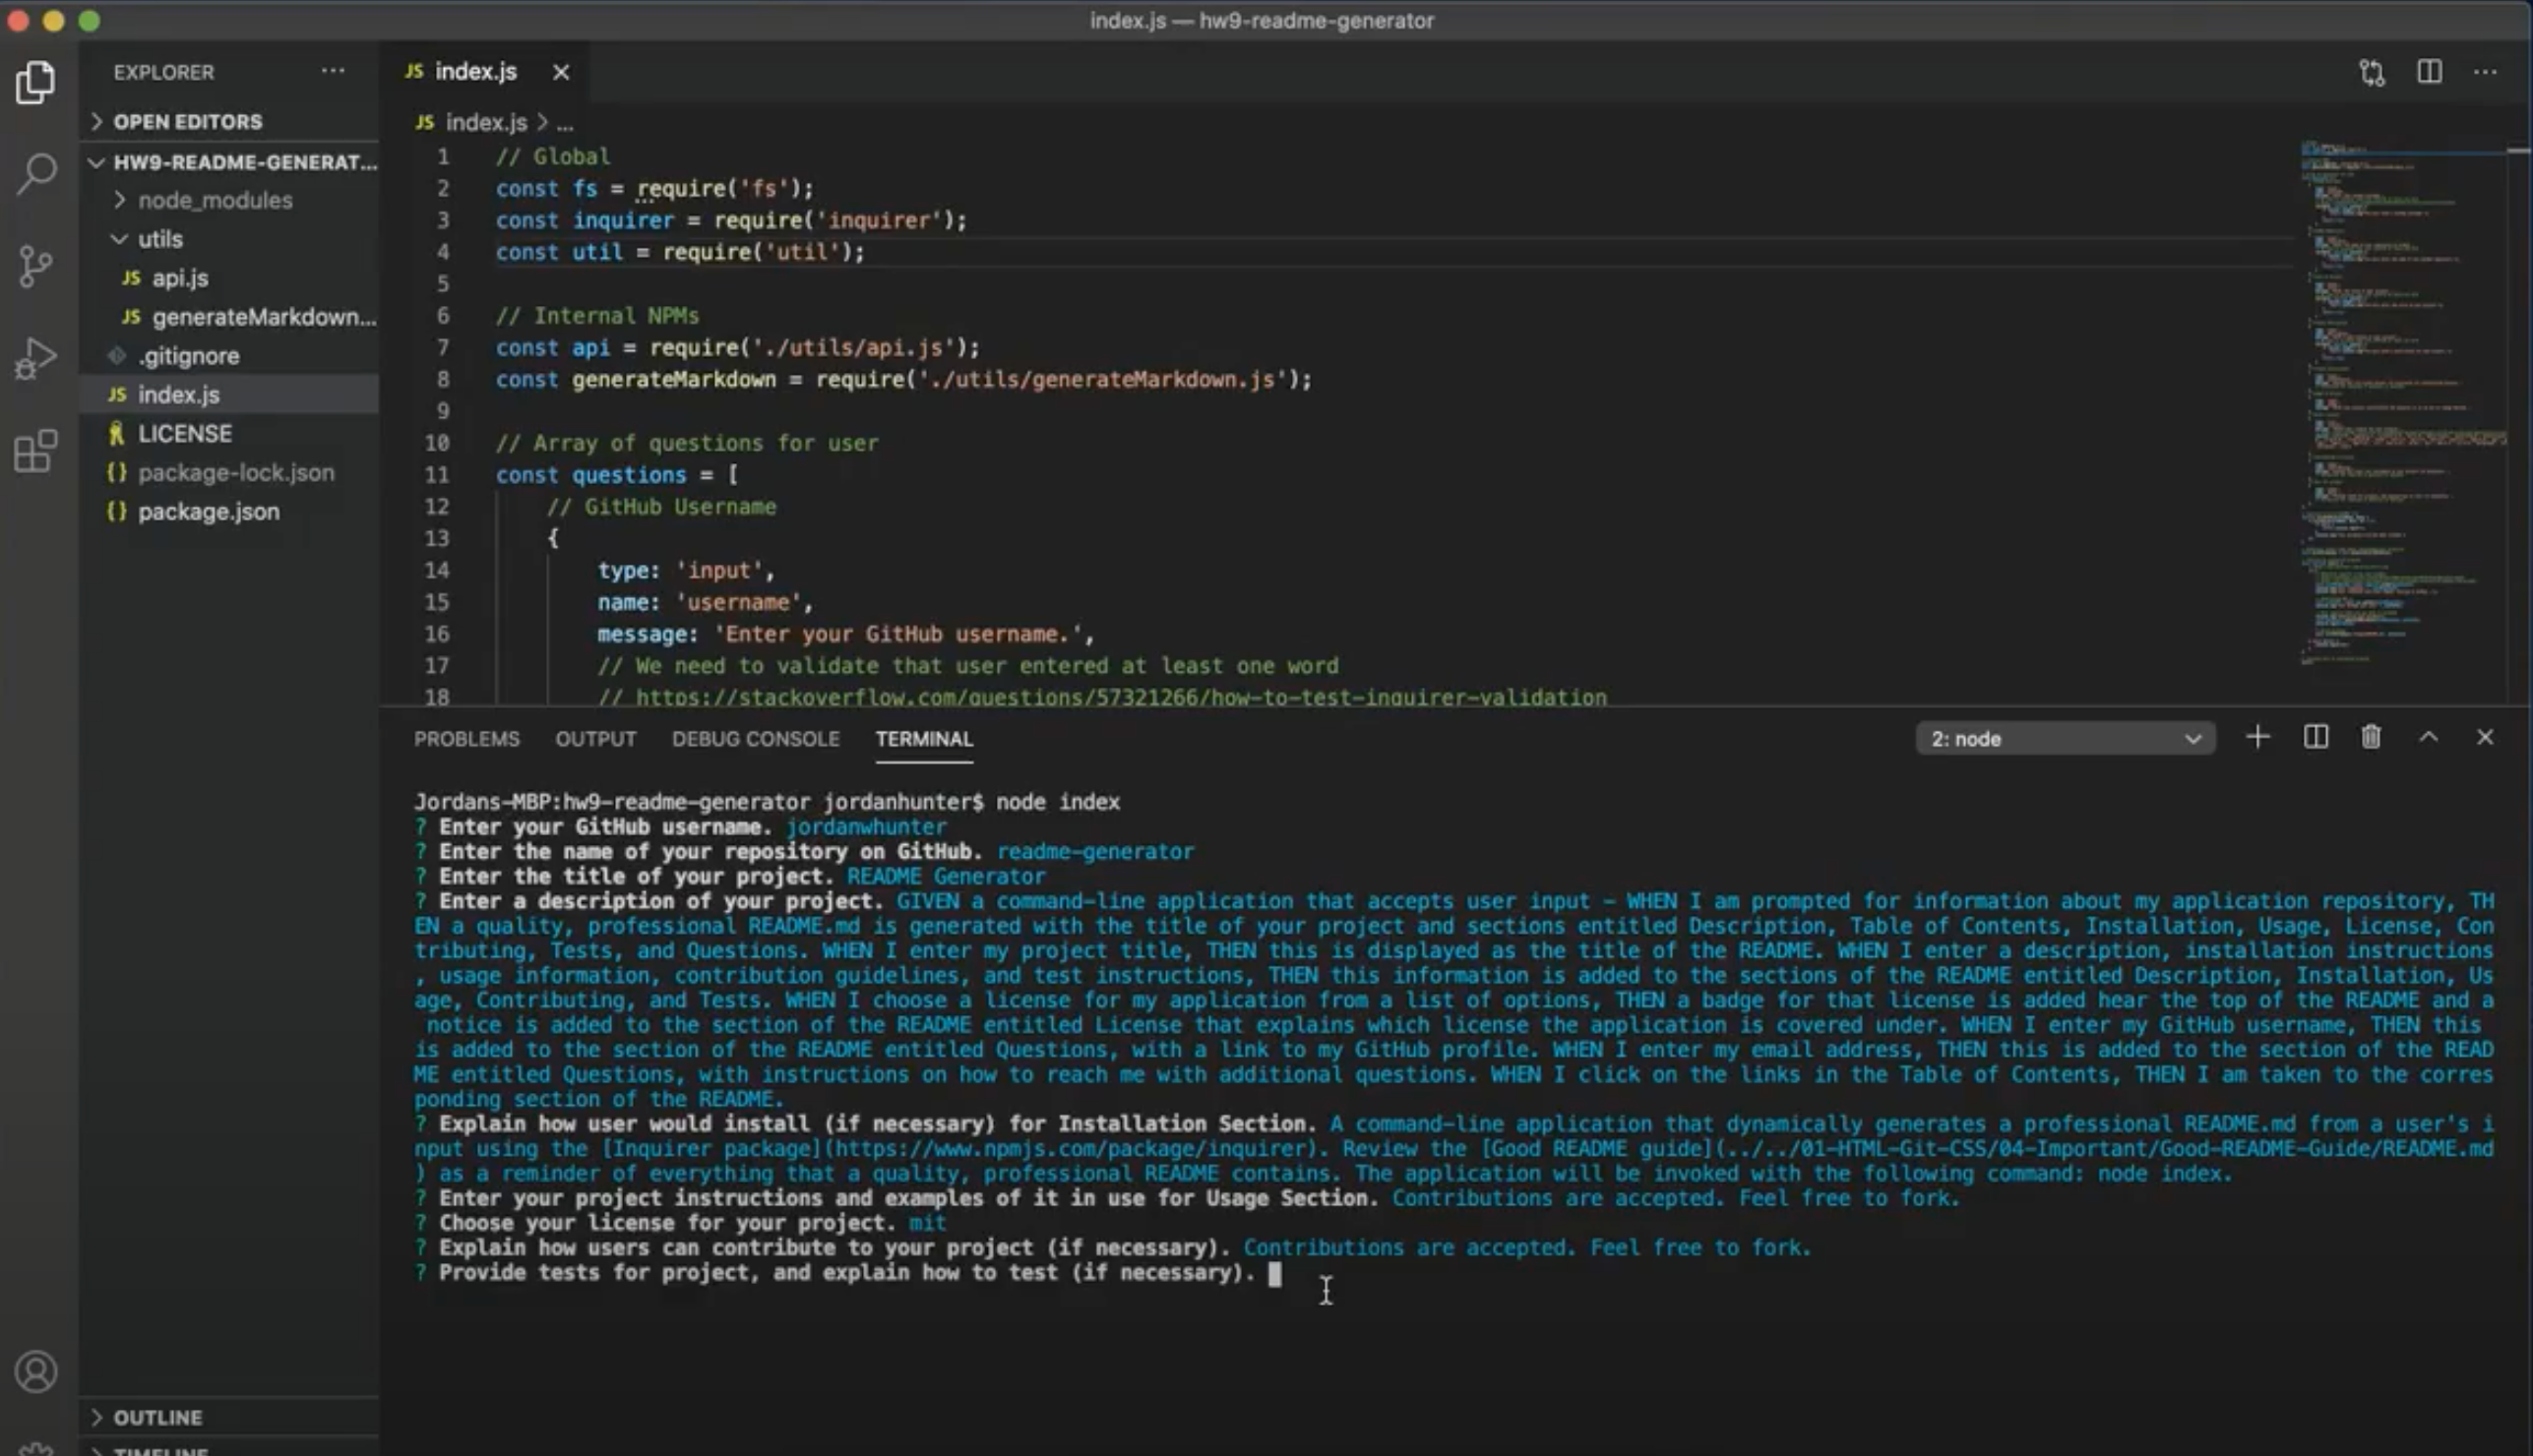 index.js — hw9-readme-generator
EXPLORER
JS index.js
OPEN EDITORS
JS index.js > ...
HW9-README-GENERAT...
node_modules
utils
JS api.js
JS generateMarkdown...
.gitignore
JS index.js
LICENSE
{} package-lock.json
{} package.json
1 // Global
2 const fs = require('fs');
3 const inquirer = require('inquirer');
4 const util = require('util');
5
6 // Internal NPMs
7 const api = require('./utils/api.js');
8 const generateMarkdown = require('./utils/generateMarkdown.js');
9
10 // Array of questions for user
11 const questions = [
12 // GitHub Username
13 {
14 type: 'input',
15 name: 'username',
16 message: 'Enter your GitHub username.',
17 // We need to validate that user entered at least one word
18 // https://stackoverflow.com/questions/57321266/how-to-test-inquirer-validation
PROBLEMS OUTPUT DEBUG CONSOLE TERMINAL 2: node
Jordans-MBP:hw9-readme-generator jordanhunter$ node index
? Enter your GitHub username. jordanwhunter
? Enter the name of your repository on GitHub. readme-generator
? Enter the title of your project. README Generator
? Enter a description of your project. GIVEN a command-line application that accepts user input - WHEN I am prompted for information about my application repository, TH
EN a quality, professional README.md is generated with the title of your project and sections entitled Description, Table of Contents, Installation, Usage, License, Con
tributing, Tests, and Questions. WHEN I enter my project title, THEN this is displayed as the title of the README. WHEN I enter a description, installation instructions
, usage information, contribution guidelines, and test instructions, THEN this information is added to the sections of the README entitled Description, Installation, Us
age, Contributing, and Tests. WHEN I choose a license for my application from a list of options, THEN a badge for that license is added hear the top of the README and a
notice is added to the section of the README entitled License that explains which license the application is covered under. WHEN I enter my GitHub username, THEN this
is added to the section of the README entitled Questions, with a link to my GitHub profile. WHEN I enter my email address, THEN this is added to the section of the READ
ME entitled Questions, with instructions on how to reach me with additional questions. WHEN I click on the links in the Table of Contents, THEN I am taken to the corres
ponding section of the README.
? Explain how user would install (if necessary) for Installation Section. A command-line application that dynamically generates a professional README.md from a user's i
nput using the [Inquirer package](https://www.npmjs.com/package/inquirer). Review the [Good README guide](../../01-HTML-Git-CSS/04-Important/Good-README-Guide/README.md
) as a reminder of everything that a quality, professional README contains. The application will be invoked with the following command: node index.
? Enter your project instructions and examples of it in use for Usage Section. Contributions are accepted. Feel free to fork.
? Choose your license for your project. mit
? Explain how users can contribute to your project (if necessary). Contributions are accepted. Feel free to fork.
? Provide tests for project, and explain how to test (if necessary).
OUTLINE
TIMELINE